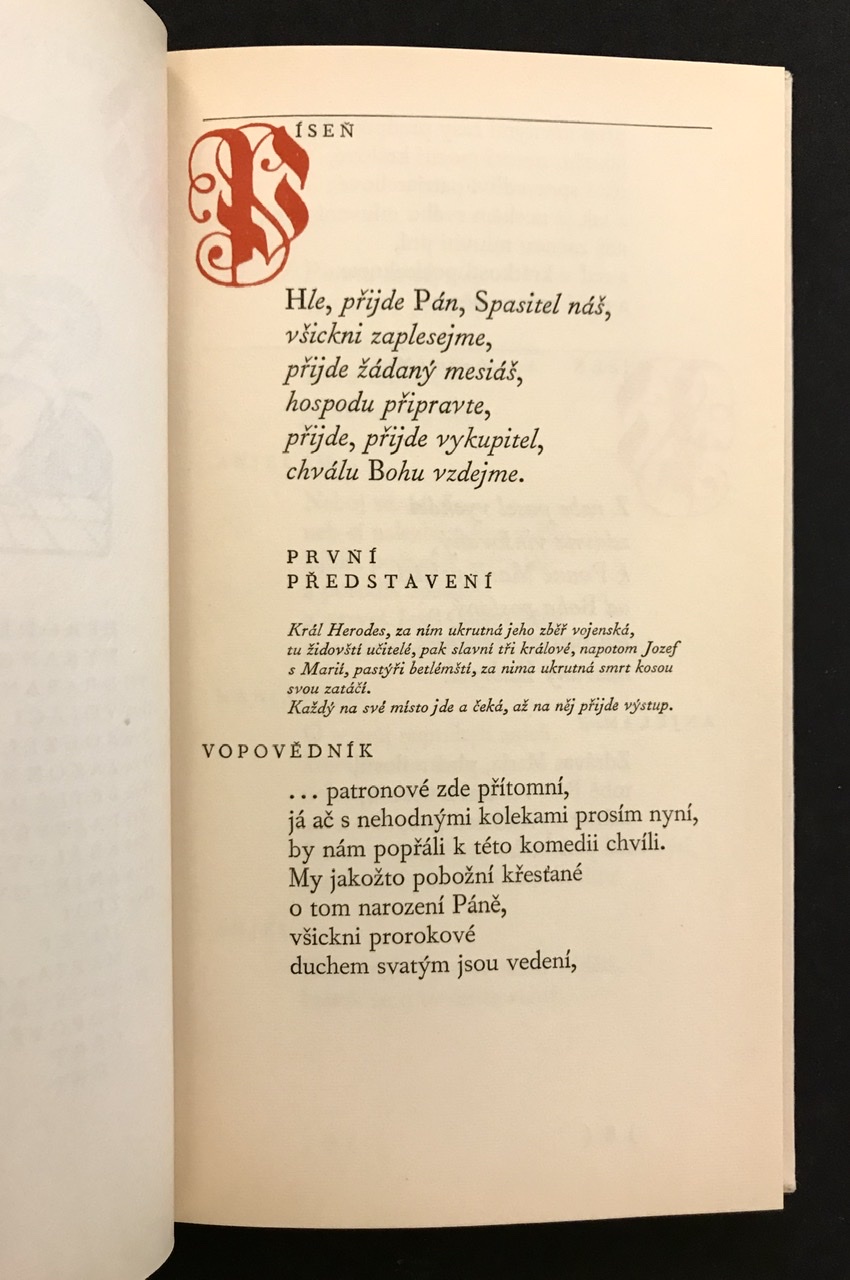 PÍSEŇ
Hle, přijde Pán, Spasitel náš,
všickni zaplesejme,
přijde žádaný mesiáš,
hospodu připravte,
přijde, přijde vykupitel,
chválu Bohu vzdejme.
PRVNÍ
PŘEDSTAVENÍ
Král Herodes, za ním ukrutná jeho zběř vojenská,
tu židovští učitelé, pak slavní tři králové, napotom Jozef
s Marií, pastýři betlémští, za nima ukrutná smrt kosou
svou zatáčí.
Každý na své místo jde a čeká, až na něj přijde výstup.
VOPOVĚDNÍK
... patronové zde přítomní,
já ač s nehodnými kolekami prosím nyní,
by nám popřáli k této komedii chvíli.
My jakožto pobožní křesťané
o tom narození Páně,
všickni prorokové
duchem svatým jsou vedení,